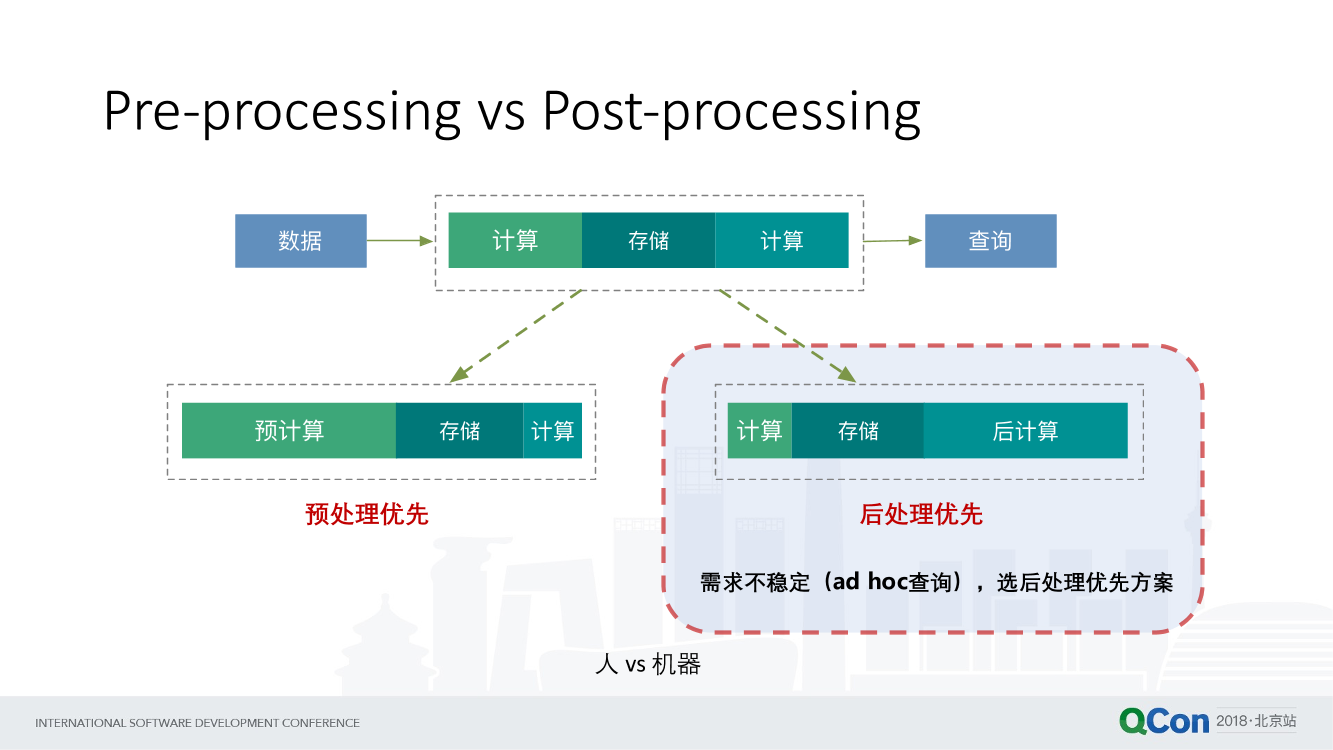 Pre-processing vs Post-processing
数据
计算
存储
计算
查询
预计算
存储
计算
计算
存储
后计算
预处理优先
后处理优先
需求不稳定（ad hoc查询），选后处理优先方案
人 vs 机器
INTERNATIONAL SOFTWARE DEVELOPMENT CONFERENCE
QCon 2018·北京站